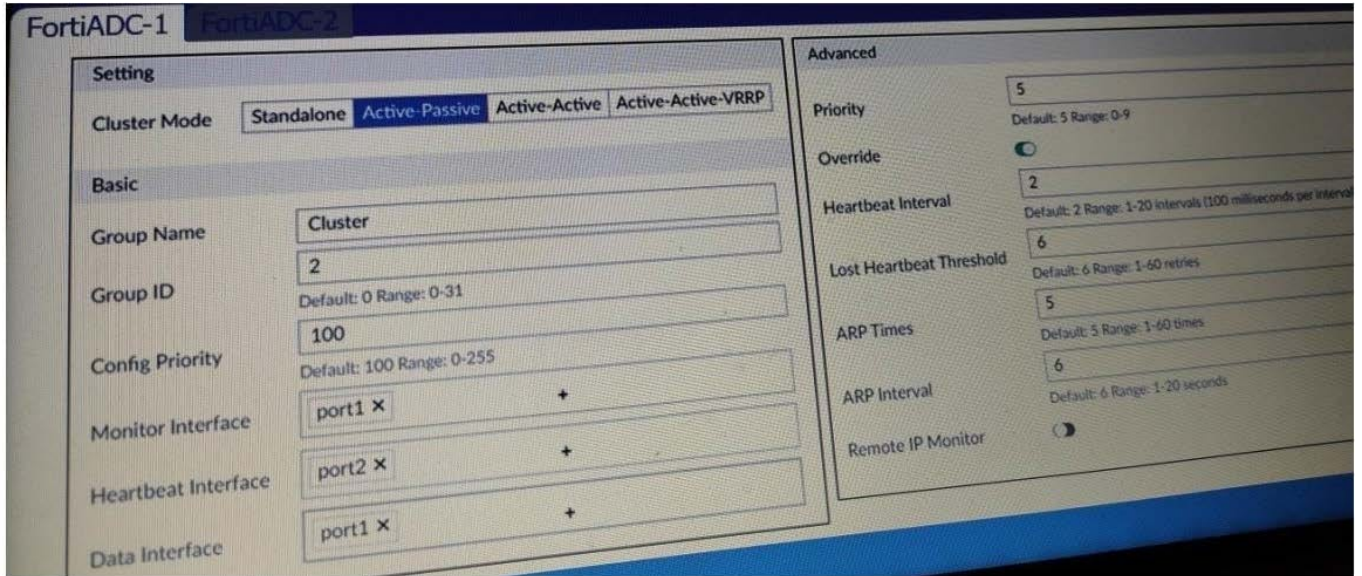 FortiADC-1 FortiADC-2
Setting
Cluster Mode Standalone Active-Passive Active-Active Active-Active-VRRP
Basic
Group Name Cluster
Group ID 2
Default: 0 Range: 0-31
Config Priority 100
Default: 100 Range: 0-255
Monitor Interface port1 × +
Heartbeat Interface port2 × +
Data Interface port1 × +
Advanced
Priority 5
Default: 5 Range: 0-9
Override
Heartbeat Interval 2
Default: 2 Range: 1-20 intervals (100 milliseconds per interval
Lost Heartbeat Threshold 6
Default: 6 Range: 1-60 retries
ARP Times 5
Default: 5 Range: 1-60 times
ARP Interval 6
Default: 6 Range: 1-20 seconds
Remote IP Monitor